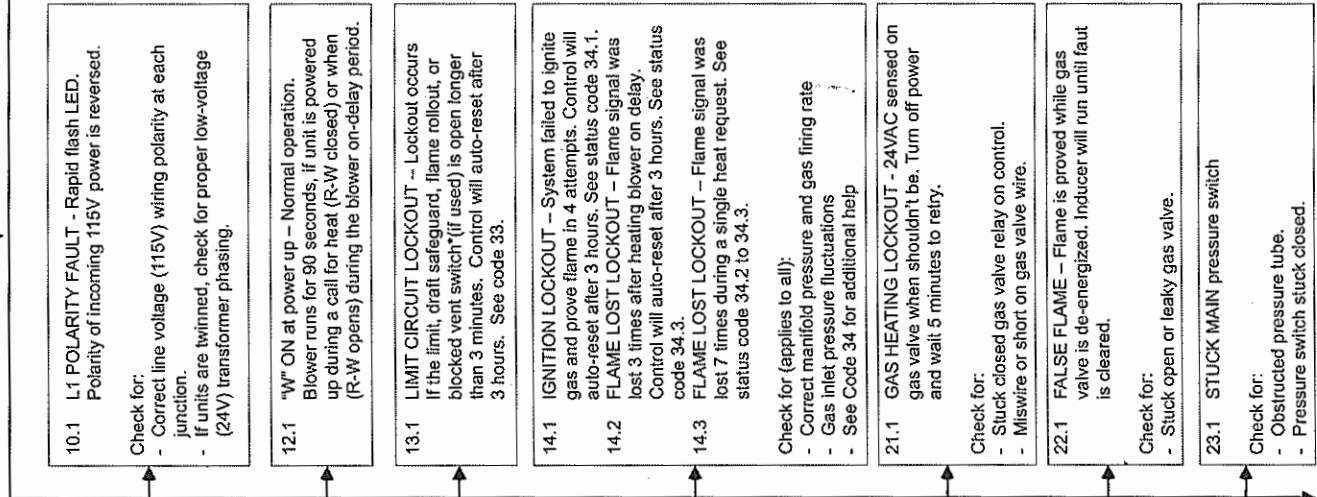 10.1 L1 POLARITY FAULT - Rapid flash LED.
Polarity of incoming 115V power is reversed.
Check for:
- Correct line voltage (115V) wiring polarity at each
junction.
- If units are twinned, check for proper low-voltage
(24V) transformer phasing.
12.1 "W" ON at power up – Normal operation.
Blower runs for 90 seconds, if unit is powered
up during a call for heat (R-W closed) or when
(R-W opens) during the blower on-delay period.
13.1 LIMIT CIRCUIT LOCKOUT -- Lockout occurs
If the limit, draft safeguard, flame rollout, or
blocked vent switch*(if used) is open longer
than 3 minutes. Control will auto-reset after
3 hours. See code 33.
14.1 IGNITION LOCKOUT – System failed to ignite
gas and prove flame in 4 attempts. Control will
auto-reset after 3 hours. See status code 34.1.
14.2 FLAME LOST LOCKOUT – Flame signal was
lost 3 times after heating blower on delay.
Control will auto-reset after 3 hours. See status
code 34.3.
14.3 FLAME LOST LOCKOUT – Flame signal was
lost 7 times during a single heat request. See
status code 34.2 to 34.3.
Check for (applies to all):
- Correct manifold pressure and gas firing rate
- Gas inlet pressure fluctuations
- See Code 34 for additional help
21.1 GAS HEATING LOCKOUT - 24VAC sensed on
gas valve when shouldn't be. Turn off power
and wait 5 minutes to retry.
Check for:
- Stuck closed gas valve relay on control.
- Miswire or short on gas valve wire.
22.1 FALSE FLAME – Flame is proved while gas
valve is de-energized. Inducer will run until faut
is cleared.
Check for:
- Stuck open or leaky gas valve.
23.1 STUCK MAIN pressure switch
Check for:
- Obstructed pressure tube.
- Pressure switch stuck closed.